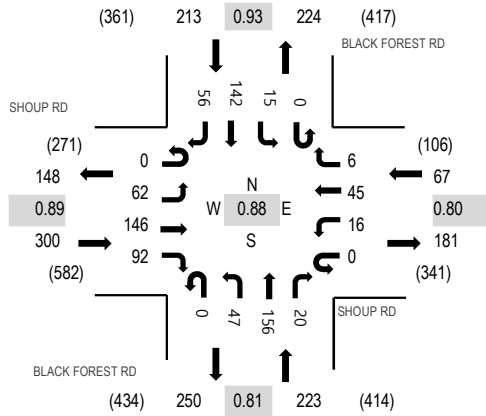 (361) 213 0.93 224 (417)
BLACK FOREST RD
SHOUP RD
56 142 15 0
(271) (106)
148 0 6 67
0.89 62 N 45 0.80
W 0.88 E
300 146 S 16 181
92 0
(582) (341)
0 47 156 20
SHOUP RD
BLACK FOREST RD
(434) 250 0.81 223 (414)